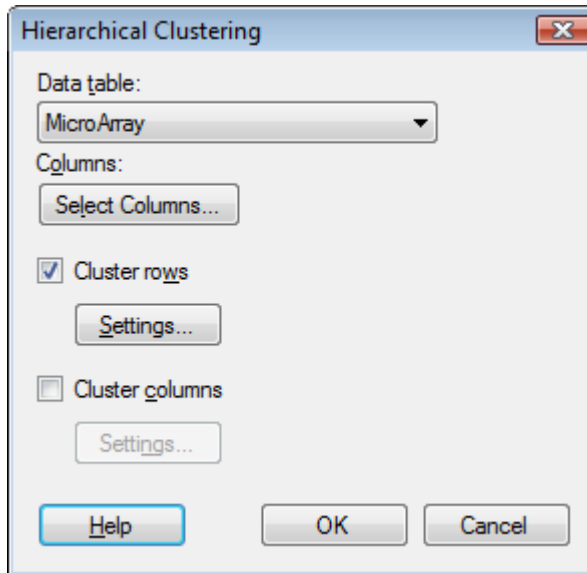 Hierarchical Clustering
Data table:
MicroArray
Columns:
Select Columns...
Cluster rows
Settings...
Cluster columns
Settings...
Help OK Cancel